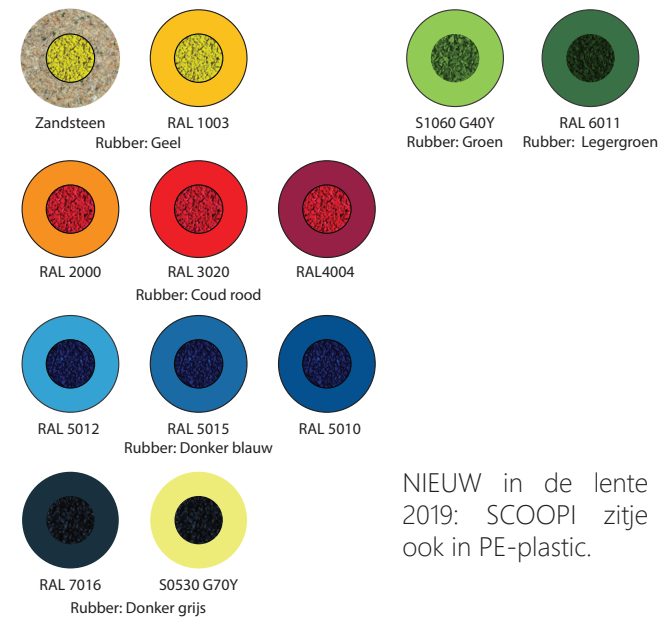 Zandsteen
RAL 1003
Rubber: Geel
S1060 G40Y
RAL 6011
Rubber: Groen
Rubber: Legergroen
RAL 2000
RAL 3020
RAL4004
Rubber: Coud rood
RAL 5012
RAL 5015
RAL 5010
Rubber: Donker blauw
RAL 7016
S0530 G70Y
Rubber: Donker grijs
NIEUW in de lente
2019: SCOOPI zitje
ook in PE-plastic.